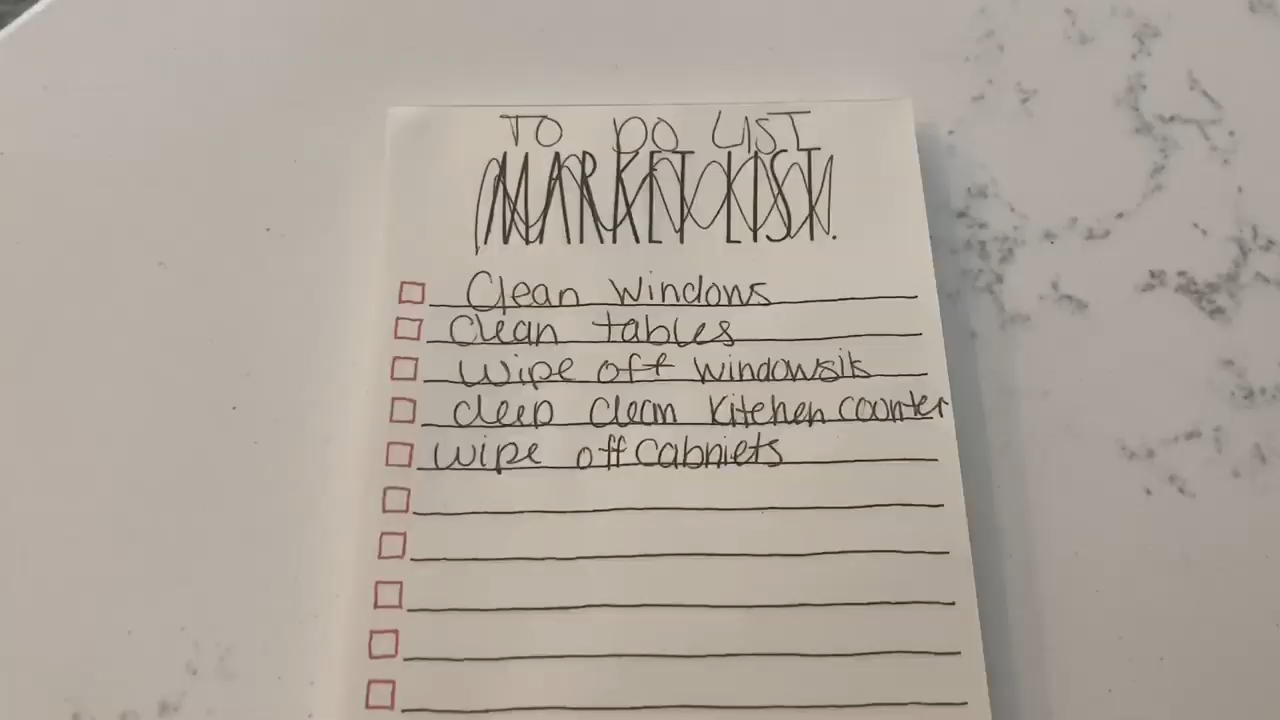 TO DO LIST
MARKET LIST.
Clean Windows
Clean tables
Wipe off windowsils
deep clean Kitchen counter
wipe off Cabniets